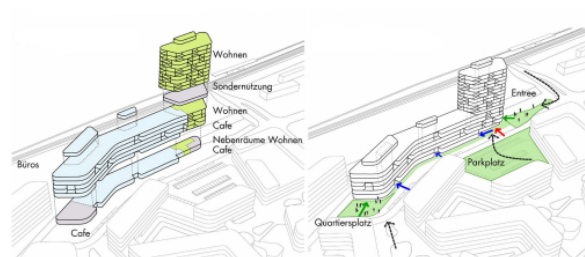 Wohnen
Sondernutzung
Wohnen
Cafe
Nebenräume Wohnen
Cafe
Büros
Cafe
Entree
Parkplatz
Quartiersplatz